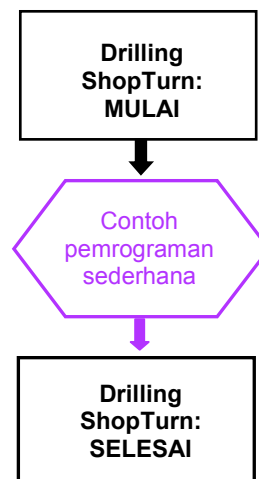 Drilling
ShopTurn:
MULAI
Contoh
pemrograman
sederhana
Drilling
ShopTurn:
SELESAI